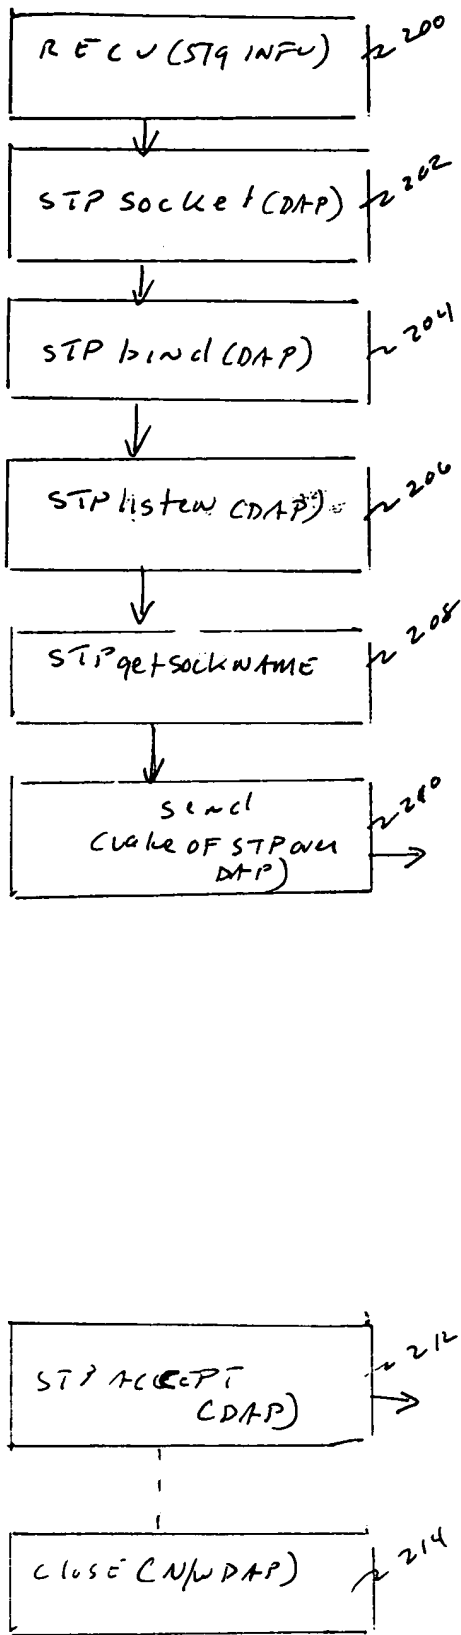 RECV (STG INFO)
200
STP Socket (DAP)
202
STP bind (DAP)
204
STP listen (DAP)
206
STP getsockNAME
208
send
210
(value OF STP over
DAP)
STP ACCEPT
212
(DAP)
close (N/W DAP)
214